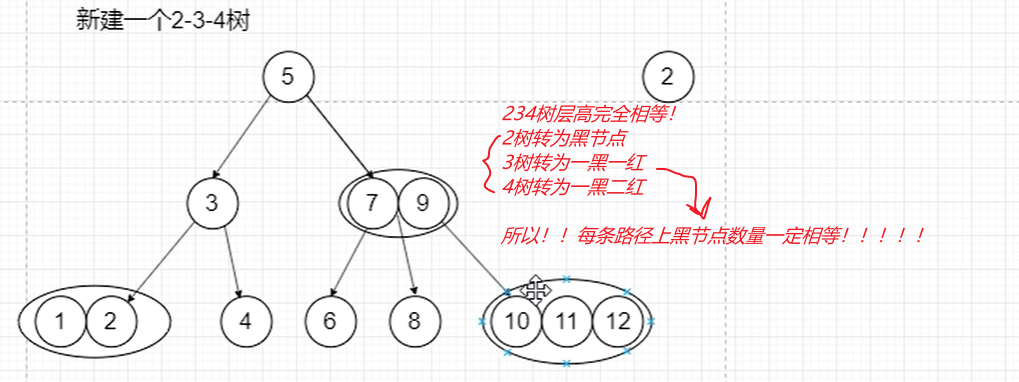 新建一个2-3-4树
5
2
234树层高完全相等！
2树转为黑节点
3树转为一黑一红
4树转为一黑二红
3
7
9
所以！！每条路径上黑节点数量一定相等！！！！！
1
2
4
6
8
10
11
12